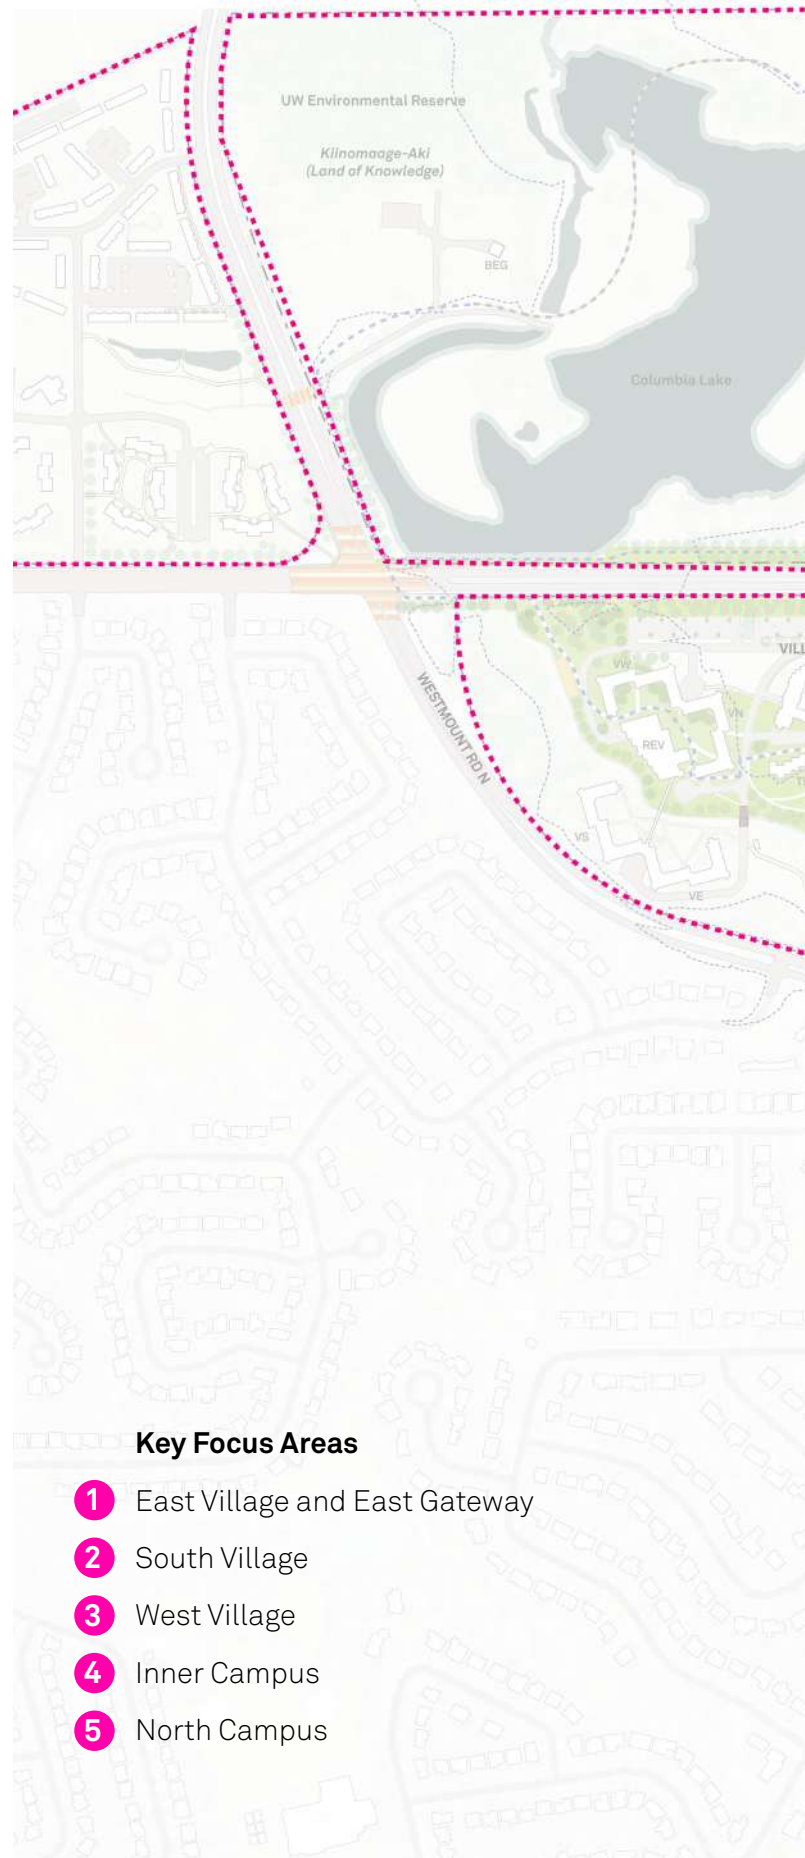 UW Environmental Reserve
Kiinomaage-Aki
(Land of Knowledge)
BEG
Columbia Lake
VILL
VW
WESTMOUNT RD N
VN
REV
VS
VE
Key Focus Areas
1 East Village and East Gateway
2 South Village
3 West Village
4 Inner Campus
5 North Campus